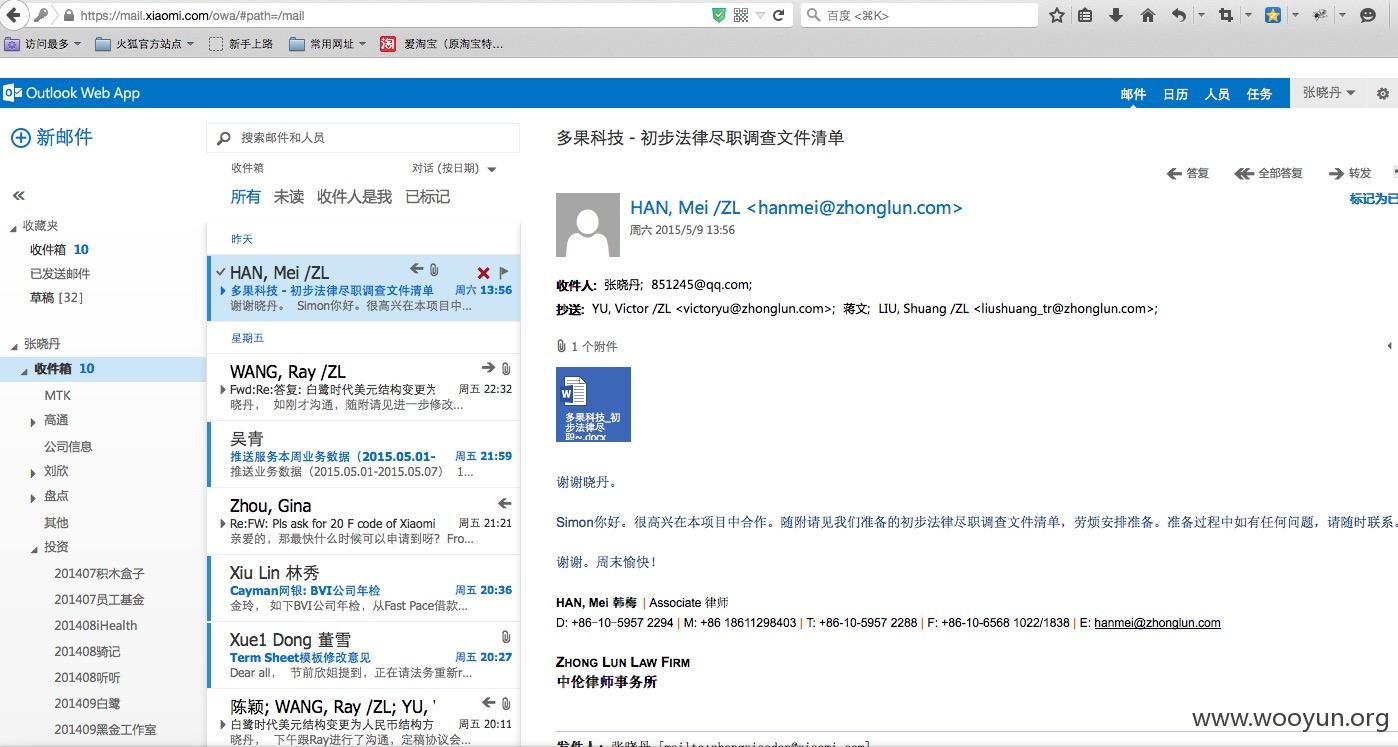 https://mail.xiaomi.com/owa/#path=/mail
百度 <⌘K>
访问最多
火狐官方站点
新手上路
常用网址
淘
爱淘宝（原淘宝特...
Outlook Web App
邮件
日历
人员
任务
张晓丹
新邮件
收藏夹
收件箱 10
已发送邮件
草稿 [32]
张晓丹
收件箱 10
MTK
高通
公司信息
刘欣
盘点
其他
投资
201407积木盒子
201407员工基金
201408iHealth
201408骑记
201408听听
201409白鹭
201409黑金工作室
搜索邮件和人员
收件箱
对话 (按日期)
所有 未读 收件人是我 已标记
昨天
HAN, Mei /ZL
多果科技 - 初步法律尽职调查文件清单 周六 13:56
谢谢晓丹。 Simon你好。很高兴在本项目中...
星期五
WANG, Ray /ZL
Fwd:Re:答复: 白鹭时代美元结构变更为 周五 22:32
晓丹， 如刚才沟通，随附请见进一步修改...
吴青
推送服务本周业务数据（2015.05.01- 周五 21:59
推送业务数据（2015.05.01-2015.05.07） 1...
Zhou, Gina
Re:FW: Pls ask for 20 F code of Xiaomi 周五 21:21
亲爱的，那最快什么时候可以申请到呀? Fro...
Xiu Lin 林秀
Cayman网银: BVI公司年检 周五 20:36
金玲， 如下BVI公司年检，从Fast Pace借款...
Xue1 Dong 董雪
Term Sheet模板修改意见 周五 20:27
Dear all， 节前欣姐提到，正在请法务重新r...
陈颖; WANG, Ray /ZL; YU,
白鹭时代美元结构变更为人民币结构方 周五 20:11
晓丹， 下午跟Ray进行了沟通，定稿协议会...
多果科技 - 初步法律尽职调查文件清单
答复
全部答复
转发
标记为已
HAN, Mei /ZL <hanmei@zhonglun.com>
周六 2015/5/9 13:56
收件人: 张晓丹; 851245@qq.com;
抄送: YU, Victor /ZL <victoryu@zhonglun.com>; 蒋文; LIU, Shuang /ZL <liushuang_tr@zhonglun.com>;
1 个附件
多果科技_初
步法律尽
职~.docx
谢谢晓丹。
Simon你好。很高兴在本项目中合作。随附请见我们准备的初步法律尽职调查文件清单，劳烦安排准备。准备过程中如有任何问题，请随时联系。
谢谢。周末愉快！
HAN, Mei 韩梅 | Associate 律师
D: +86-10-5957 2294 | M: +86 18611298403 | T: +86-10-5957 2288 | F: +86-10-6568 1022/1838 | E: hanmei@zhonglun.com
ZHONG LUN LAW FIRM
中伦律师事务所
www.wooyun.org
发件人: 张晓丹 [mailto:zhangxiaodan@xiaomi.com]